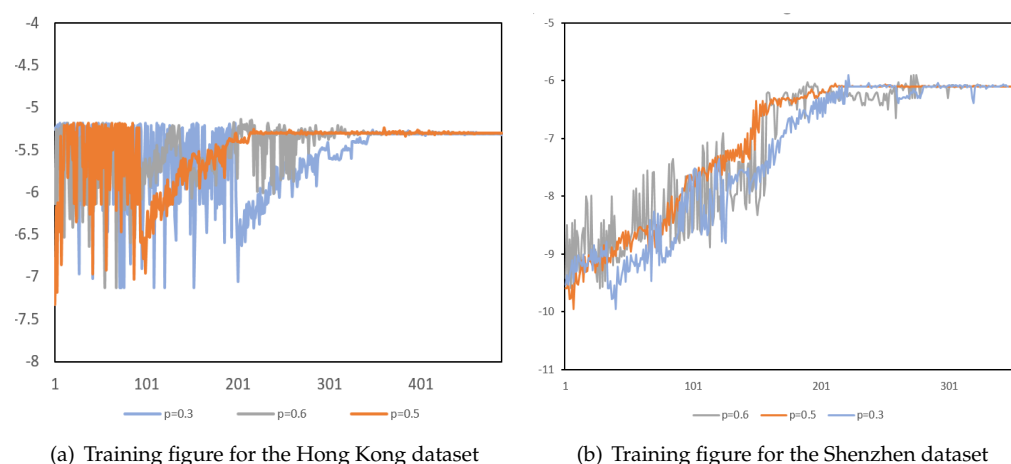 -4
-4.5
-5
-5.5
-6
-6.5
-7
-7.5
-8
1 101 201 301 401
p=0.3 p=0.6 p=0.5
(a) Training figure for the Hong Kong dataset
-5
-6
-7
-8
-9
-10
-11
1 101 201 301
p=0.6 p=0.5 p=0.3
(b) Training figure for the Shenzhen dataset